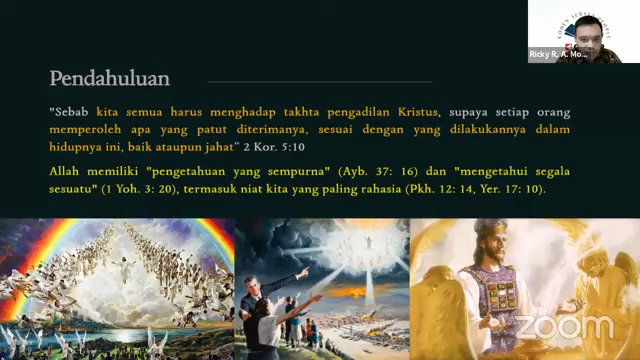 KOHEN SERVES PEOPLE
Ricky R. A. Mo...
Pendahuluan
"Sebab kita semua harus menghadap takhta pengadilan Kristus, supaya setiap orang
memperoleh apa yang patut diterimanya, sesuai dengan yang dilakukannya dalam
hidupnya ini, baik ataupun jahat" 2 Kor. 5:10
Allah memiliki "pengetahuan yang sempurna" (Ayb. 37: 16) dan "mengetahui segala
sesuatu" (1 Yoh. 3: 20), termasuk niat kita yang paling rahasia (Pkh. 12: 14, Yer. 17: 10).
zoom